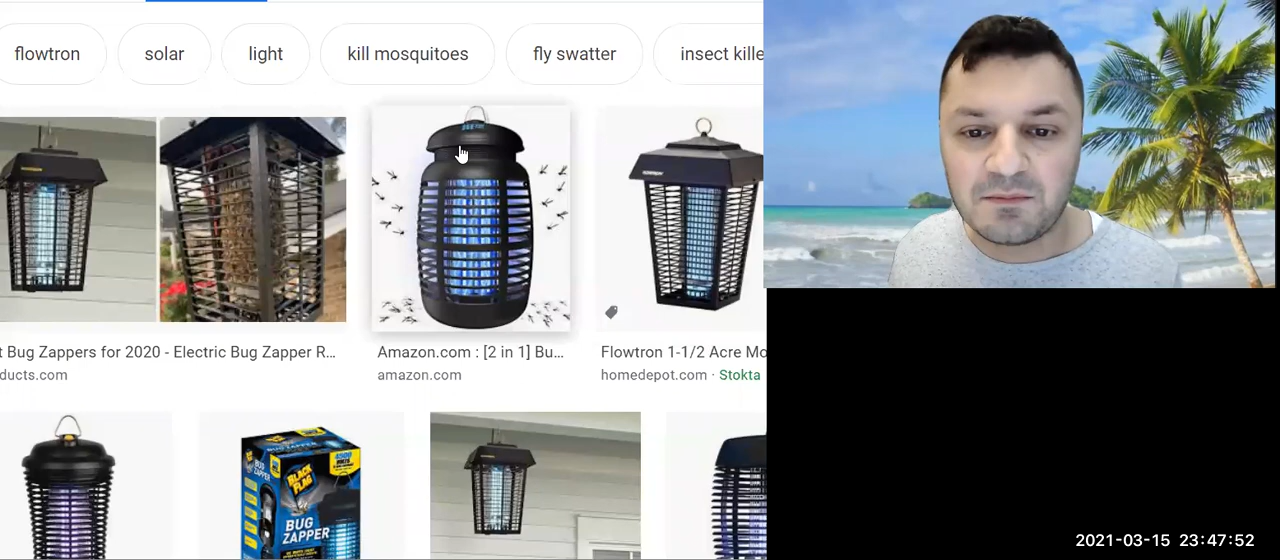 flowtron
solar
light
kill mosquitoes
fly swatter
insect kille
t Bug Zappers for 2020 - Electric Bug Zapper R...
ducts.com
Amazon.com : [2 in 1] Bu...
amazon.com
Flowtron 1-1/2 Acre Mo
homedepot.com · Stokta
BLACK
FLAG
BUG
ZAPPER
2021-03-15 23:47:52